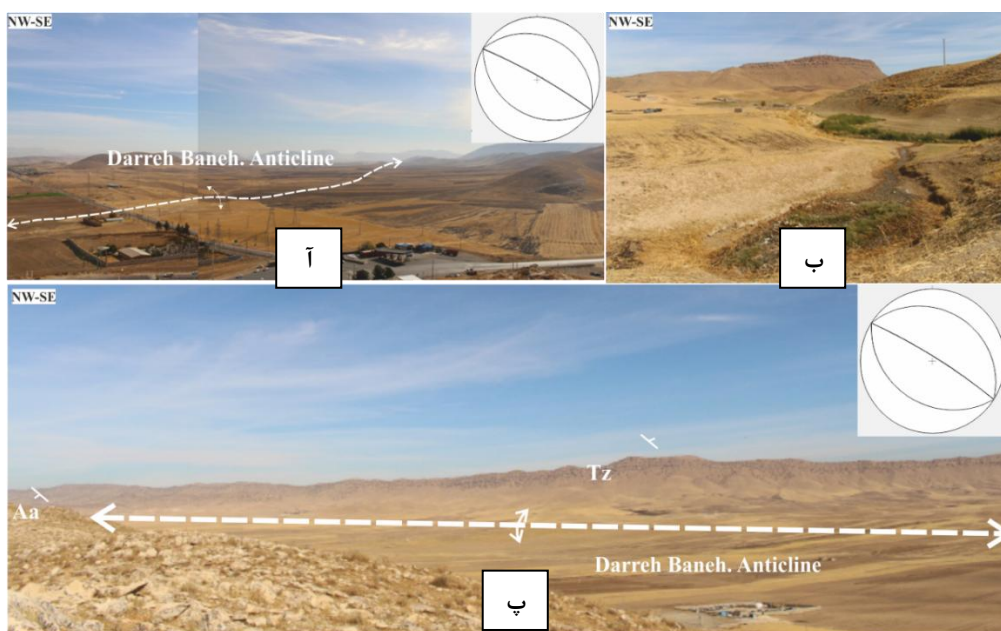 NW-SE
Darreh Baneh. Anticline
آ
NW-SE
ب
NW-SE
Tz
Aa
Darreh Baneh. Anticline
پ